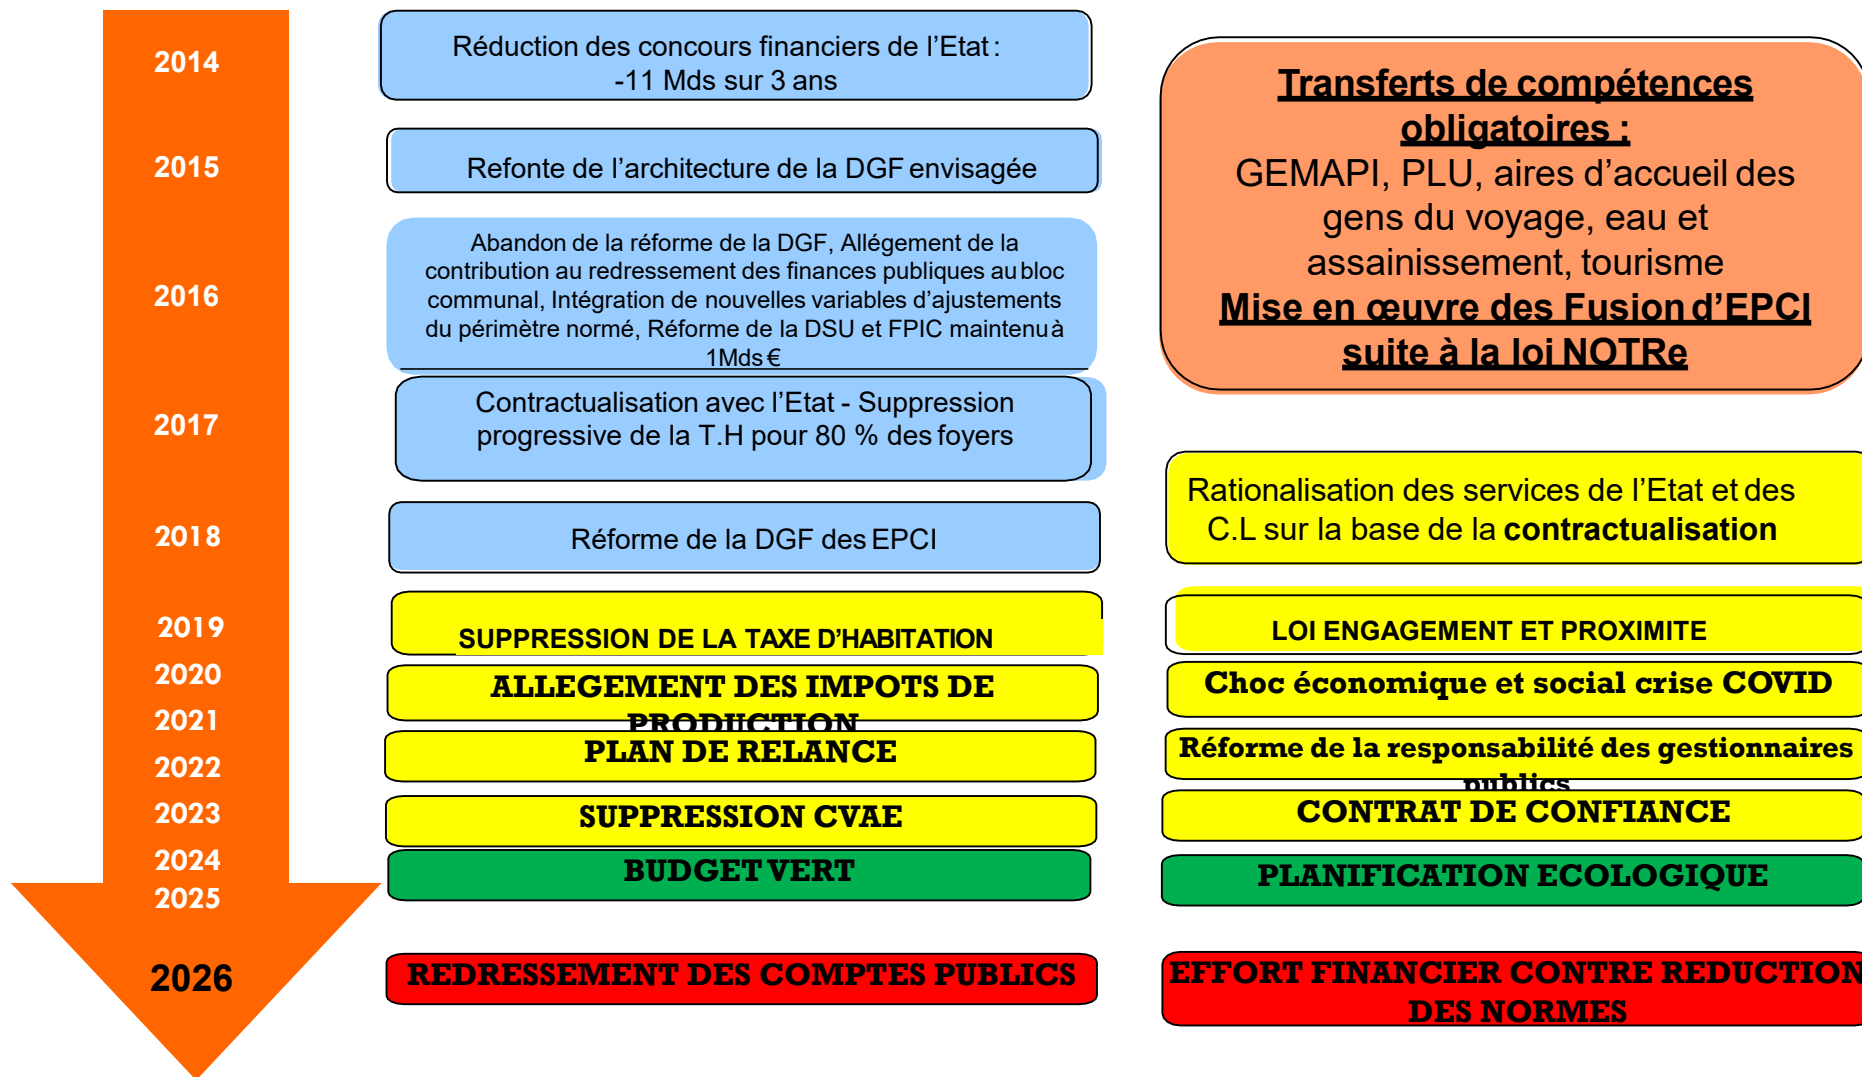 2014
Réduction des concours financiers de l'Etat :
-11 Mds sur 3 ans
2015
Refonte de l'architecture de la DGF envisagée
2016
Abandon de la réforme de la DGF, Allégement de la
contribution au redressement des finances publiques au bloc
communal, Intégration de nouvelles variables d'ajustements
du périmètre normé, Réforme de la DSU et FPIC maintenu à
1Mds €
2017
Contractualisation avec l'Etat - Suppression
progressive de la T.H pour 80 % des foyers
2018
Réforme de la DGF des EPCI
Transferts de compétences
obligatoires :
GEMAPI, PLU, aires d'accueil des
gens du voyage, eau et
assainissement, tourisme
Mise en œuvre des Fusion d'EPCI
suite à la loi NOTRe
Rationalisation des services de l'Etat et des
C.L sur la base de la contractualisation
2019
SUPPRESSION DE LA TAXE D'HABITATION
LOI ENGAGEMENT ET PROXIMITE
2020
ALLEGEMENT DES IMPOTS DE
PRODUCTION
Choc économique et social crise COVID
2021
2022
PLAN DE RELANCE
Réforme de la responsabilité des gestionnaires
publics
2023
SUPPRESSION CVAE
CONTRAT DE CONFIANCE
2024
BUDGET VERT
PLANIFICATION ECOLOGIQUE
2025
2026
REDRESSEMENT DES COMPTES PUBLICS
EFFORT FINANCIER CONTRE REDUCTION
DES NORMES